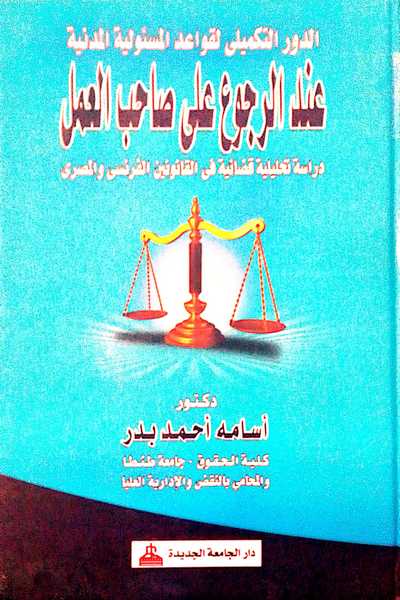 الدور التكميلى لقواعد المسئولية المدنية
عند الرجوع على صاحب العمل
دراسة تحليلية قضائية فى القانونين الفرنسى والمصرى
دكتور
أسامه أحمد بدر
كلية الحقوق - جامعة طنطا
والمحامي بالنقض والإدارية العليا
دار الجامعة الجديدة